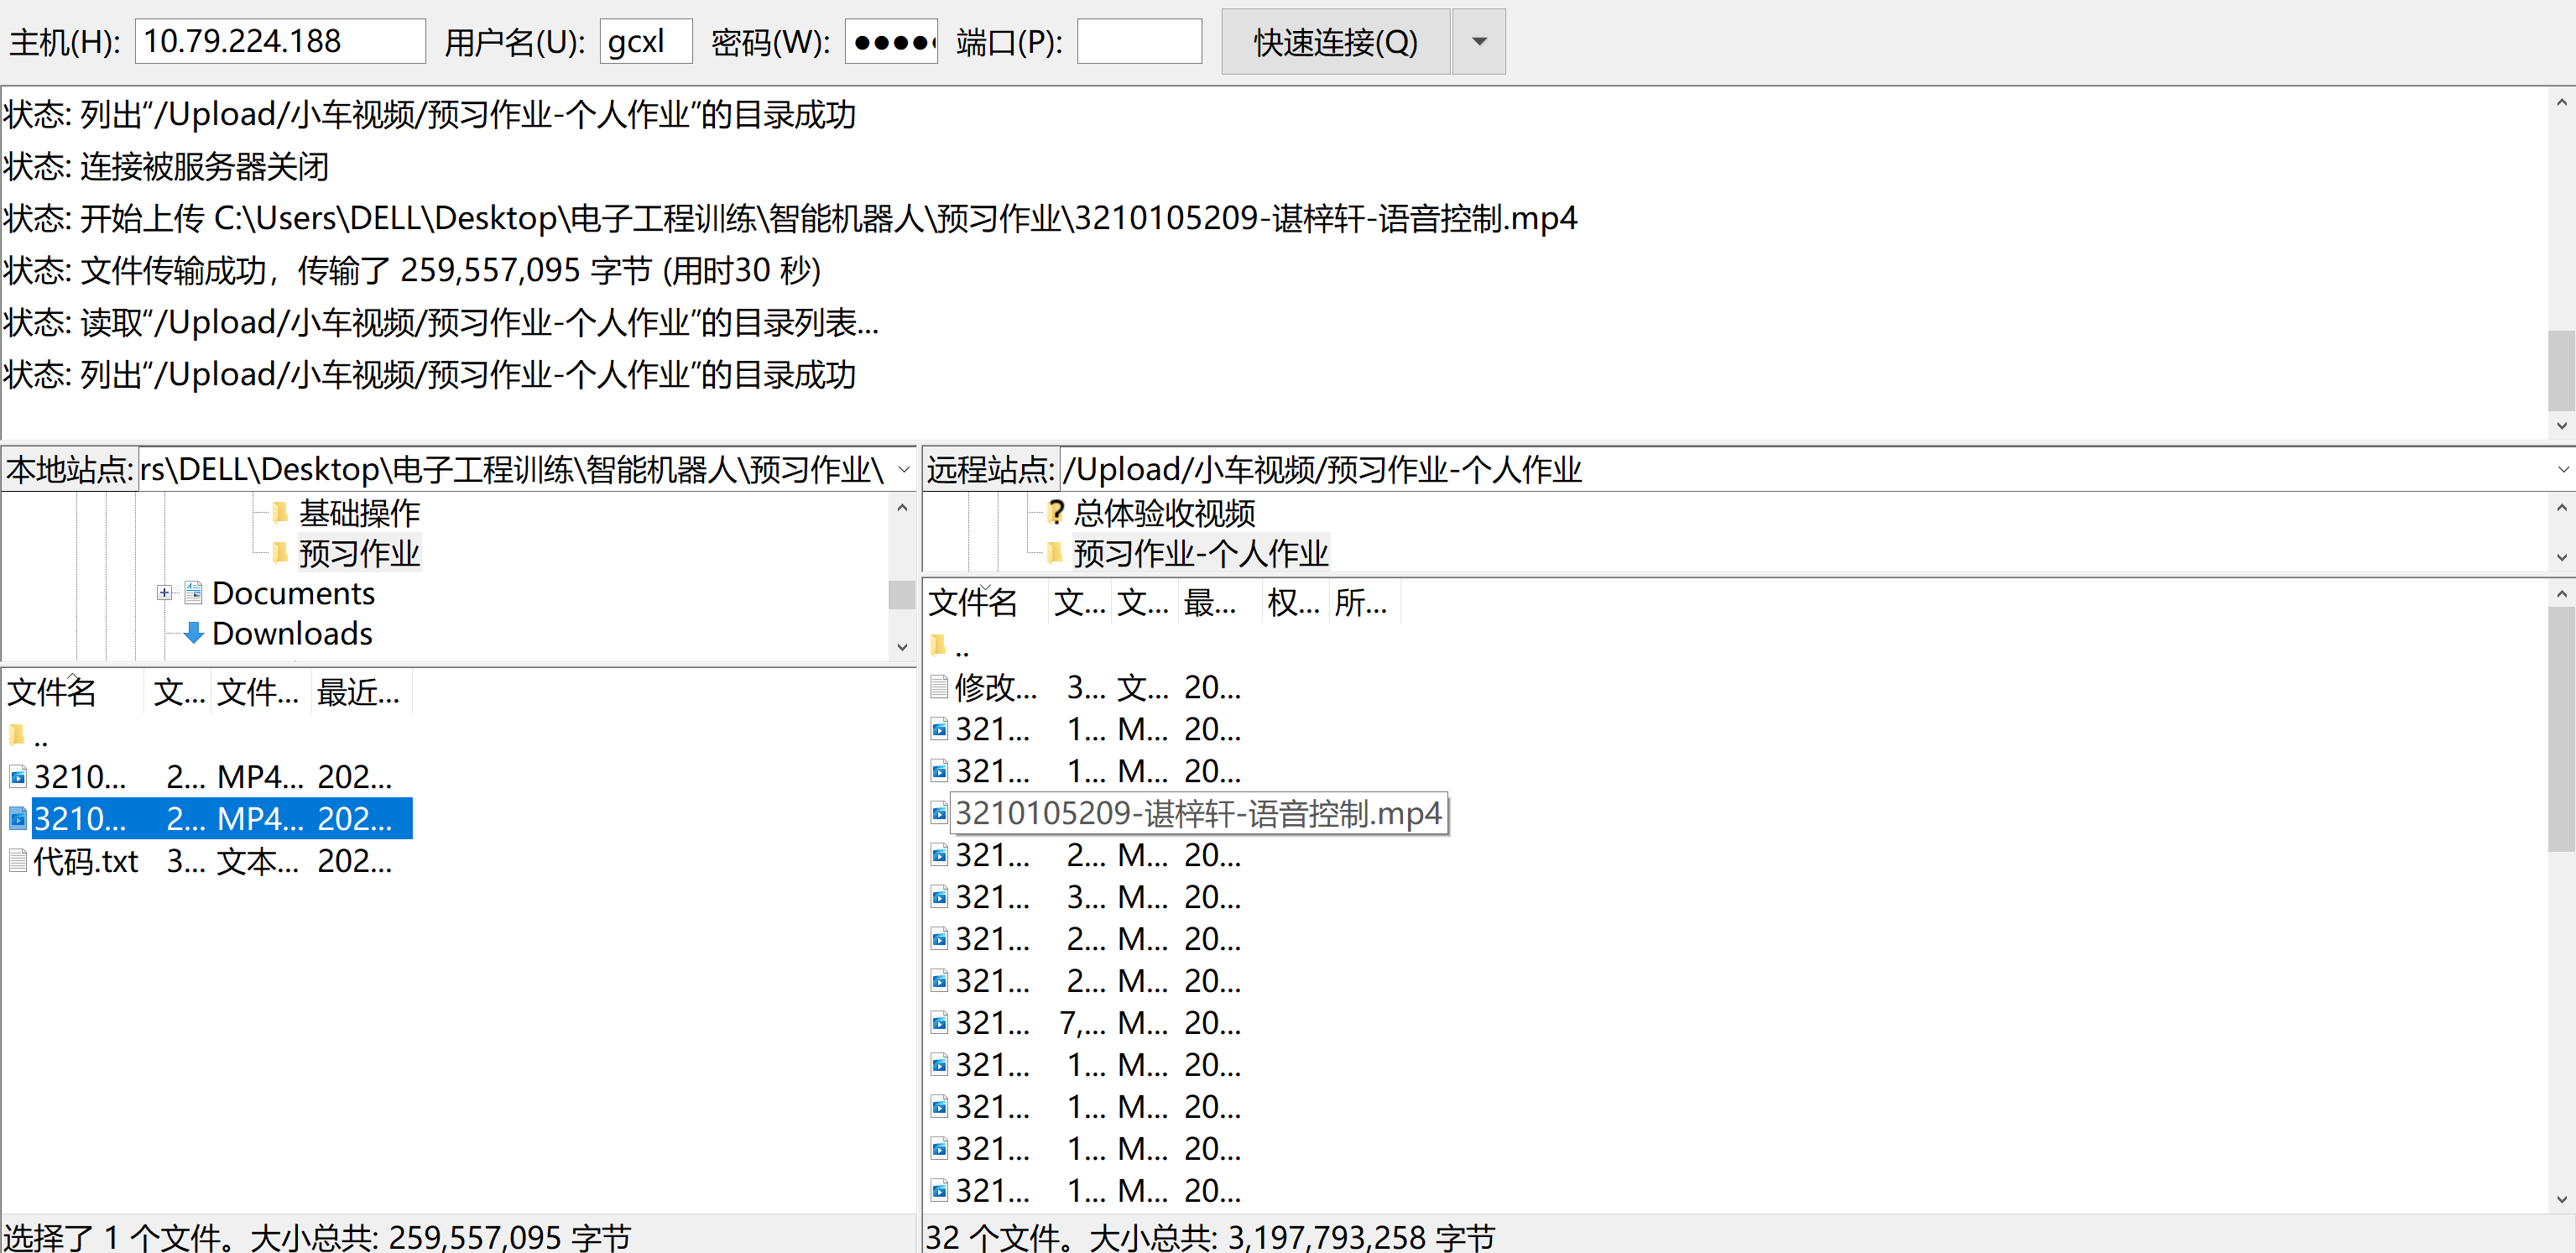 主机(H): 10.79.224.188 用户名(U): gcxl 密码(W): ●●●●● 端口(P): 快速连接(Q)
状态: 列出“/Upload/小车视频/预习作业-个人作业”的目录成功
状态: 连接被服务器关闭
状态: 开始上传 C:\Users\DELL\Desktop\电子工程训练\智能机器人\预习作业\3210105209-谌梓轩-语音控制.mp4
状态: 文件传输成功，传输了 259,557,095 字节 (用时30 秒)
状态: 读取“/Upload/小车视频/预习作业-个人作业”的目录列表...
状态: 列出“/Upload/小车视频/预习作业-个人作业”的目录成功
本地站点: rs\DELL\Desktop\电子工程训练\智能机器人\预习作业\
基础操作
预习作业
Documents
Downloads
文件名 文... 文件... 最近...
..
3210... 2... MP4... 202...
3210... 2... MP4... 202...
代码.txt 3... 文本... 202...
选择了 1 个文件。大小总共: 259,557,095 字节
远程站点: /Upload/小车视频/预习作业-个人作业
? 总体验收视频
预习作业-个人作业
文件名 文... 文... 最... 权... 所...
..
修改... 3... 文... 20...
321... 1... M... 20...
321... 1... M... 20...
3210105209-谌梓轩-语音控制.mp4
321... 2... M... 20...
321... 3... M... 20...
321... 2... M... 20...
321... 2... M... 20...
321... 7,... M... 20...
321... 1... M... 20...
321... 1... M... 20...
321... 1... M... 20...
321... 1... M... 20...
32 个文件。大小总共: 3,197,793,258 字节